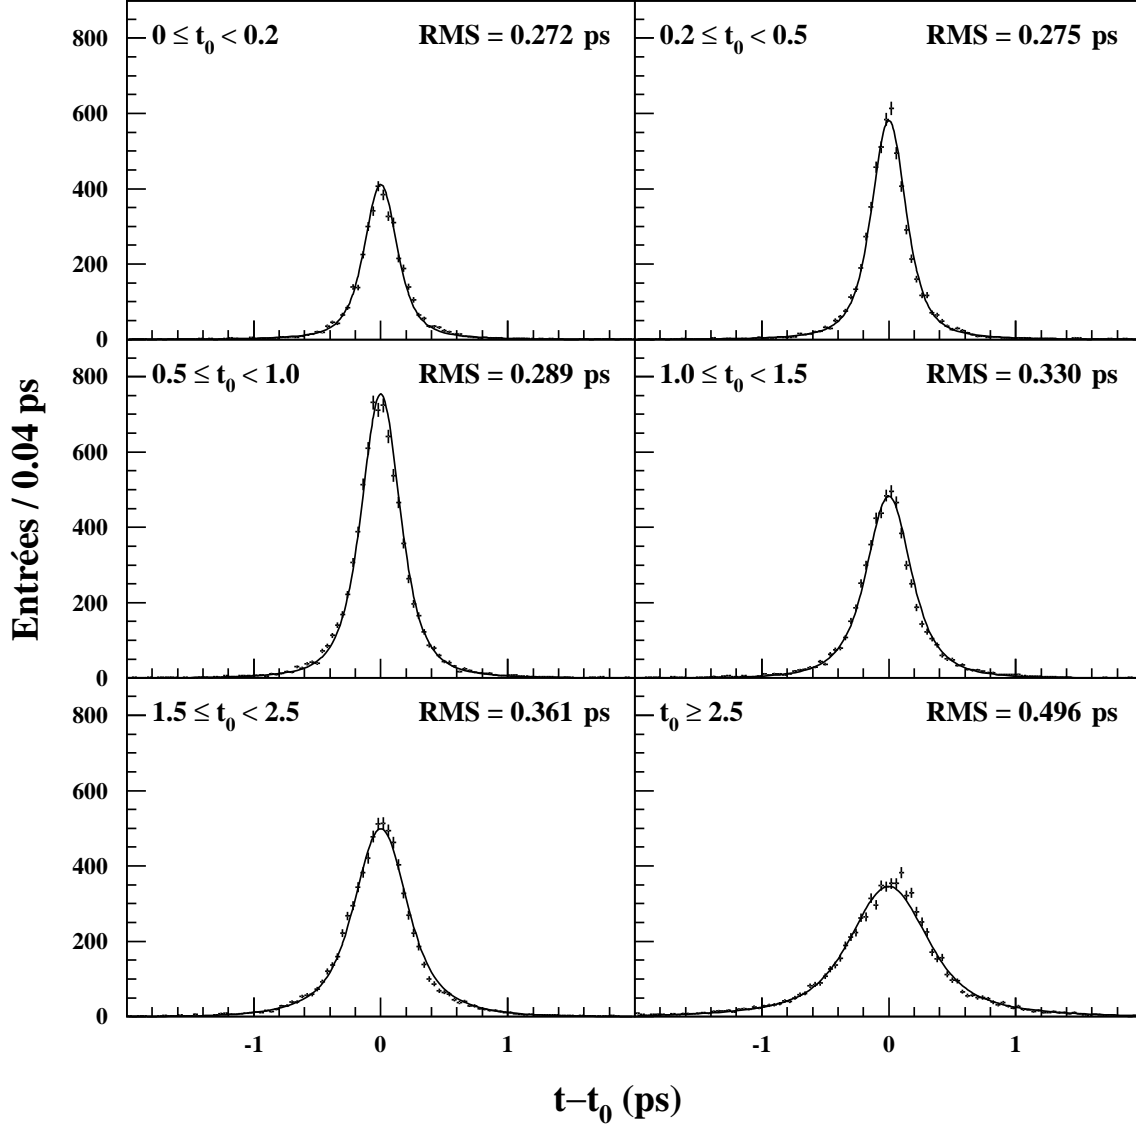 0 ≤ t₀ < 0.2 RMS = 0.272 ps
0.2 ≤ t₀ < 0.5 RMS = 0.275 ps
800
600
400
200
0
0.5 ≤ t₀ < 1.0 RMS = 0.289 ps
1.0 ≤ t₀ < 1.5 RMS = 0.330 ps
800
600
400
200
0
1.5 ≤ t₀ < 2.5 RMS = 0.361 ps
t₀ ≥ 2.5 RMS = 0.496 ps
800
600
400
200
0
-1 0 1
-1 0 1
Entrées / 0.04 ps
t–t₀ (ps)